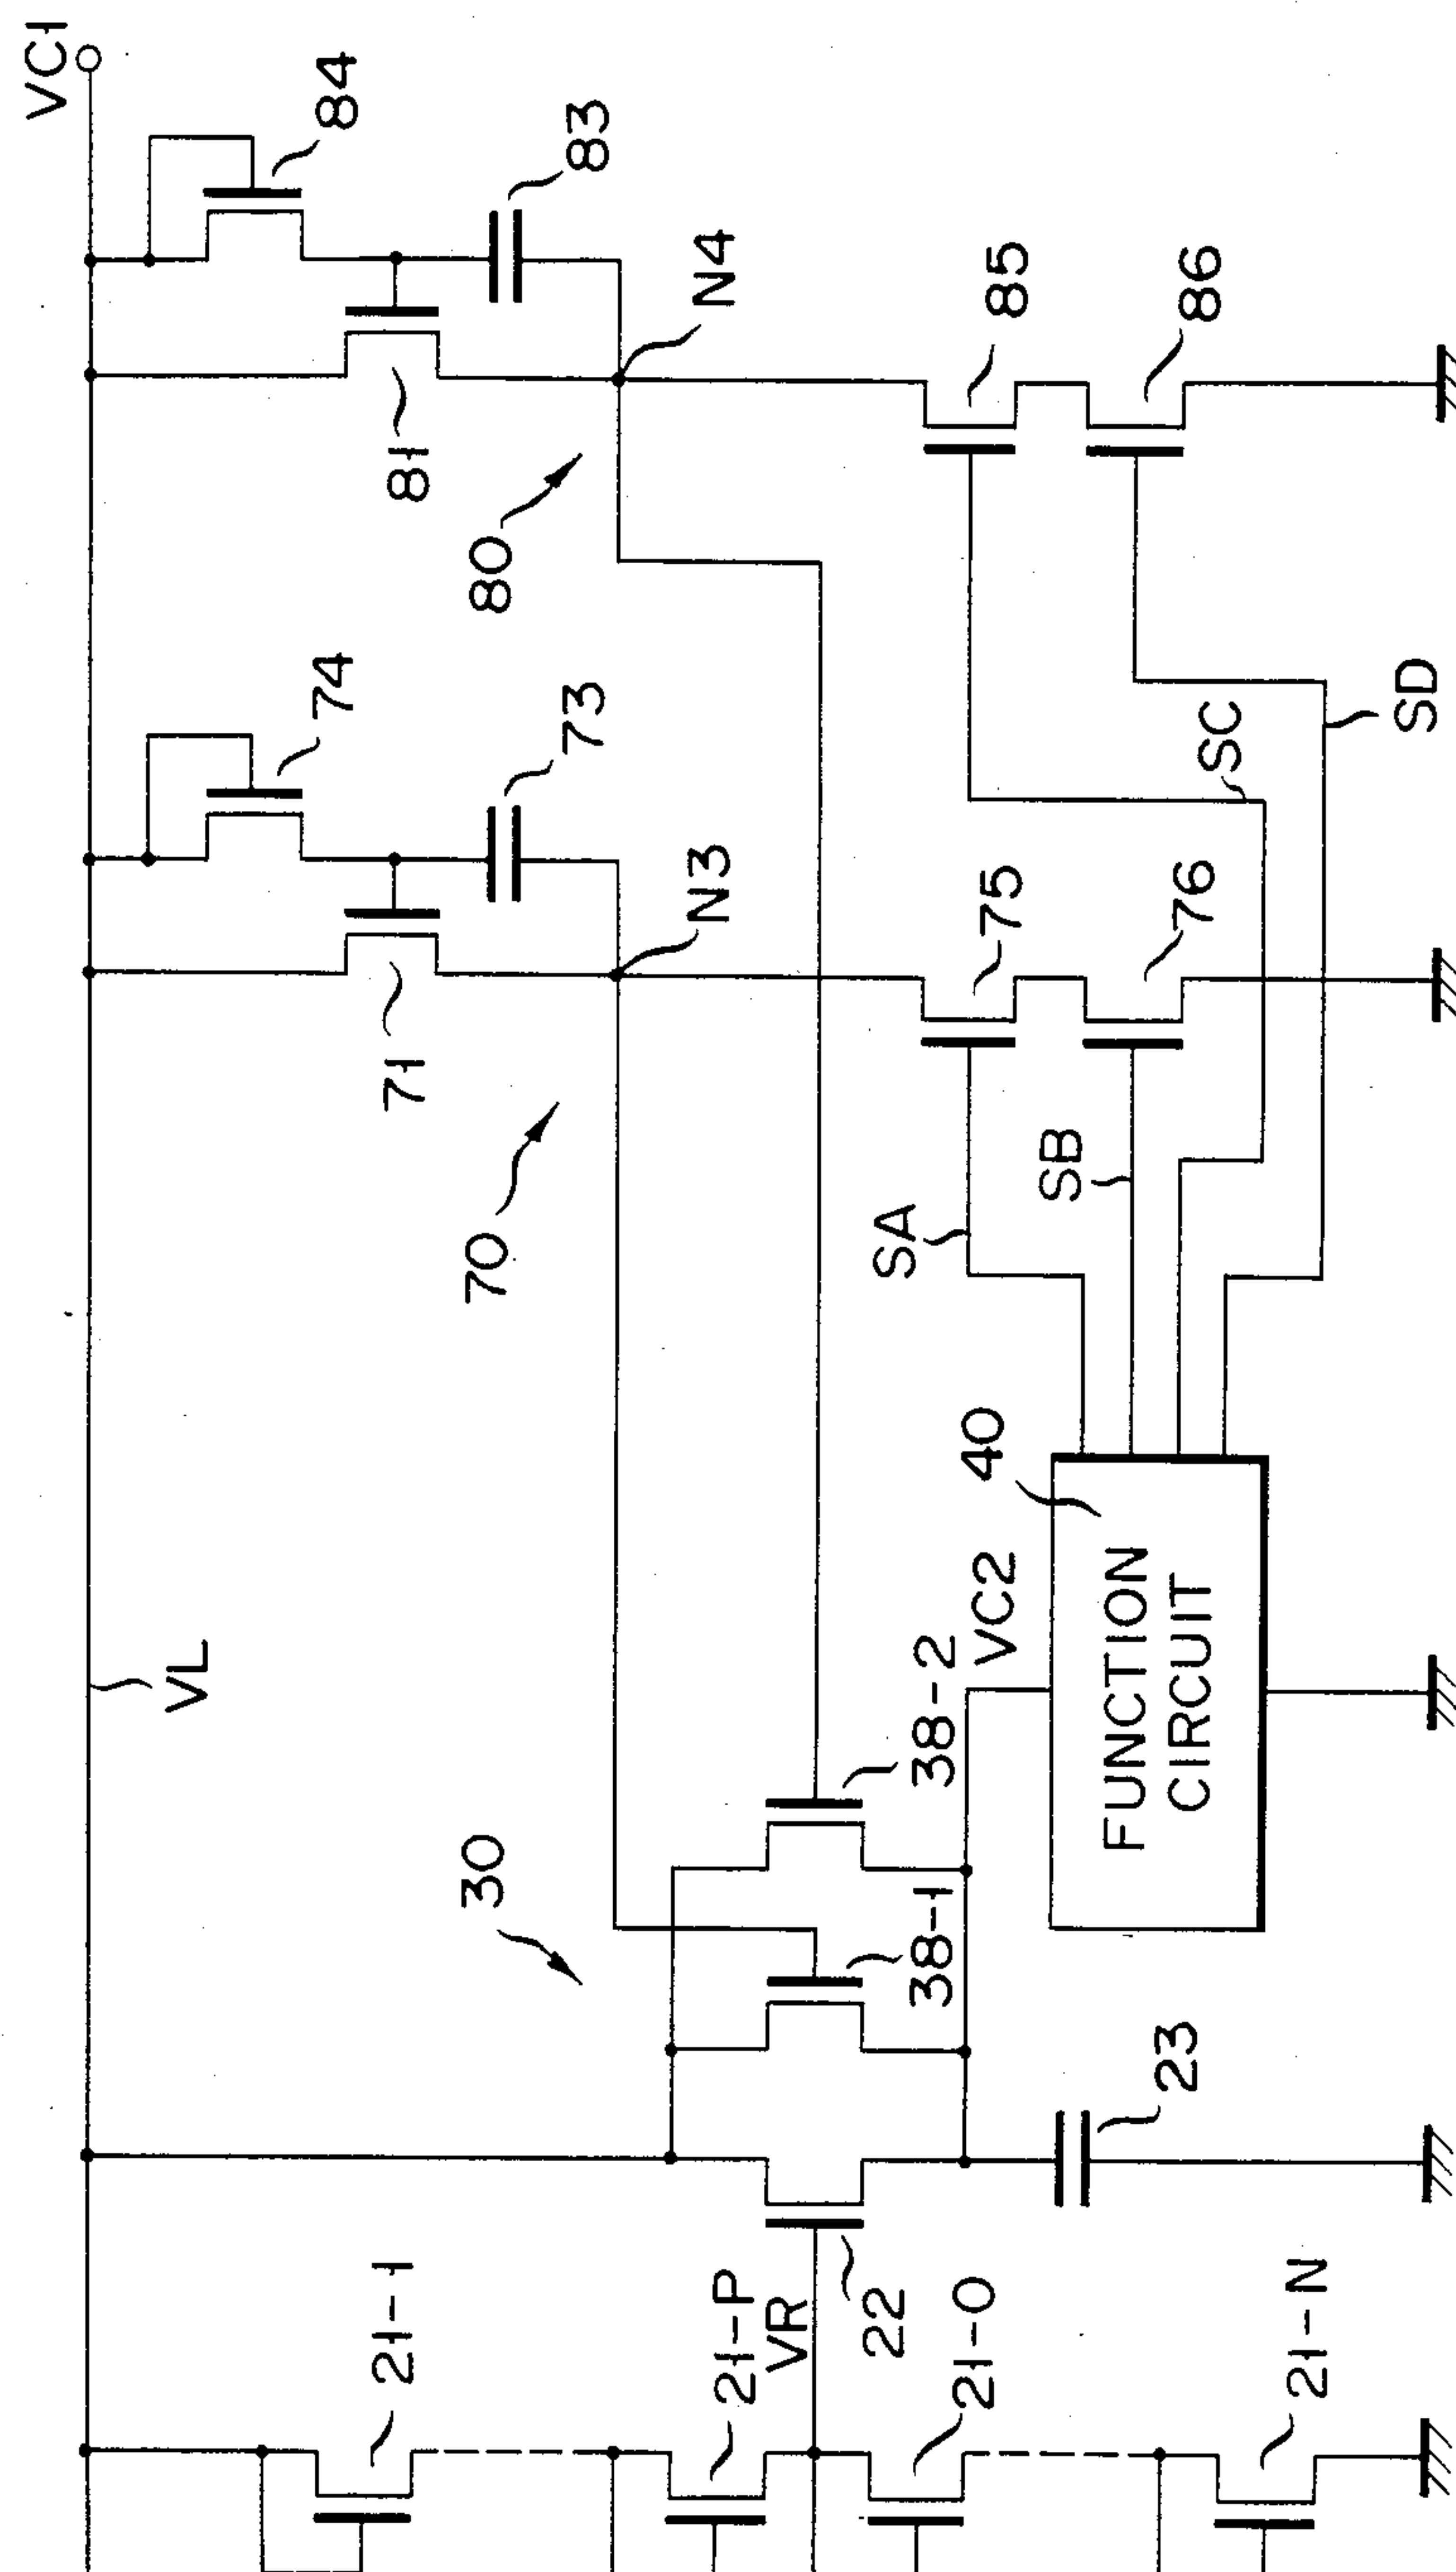 VC1
VL
84
83
N4
81
80
85
86
74
73
N3
71
70
75
76
SC
SD
SA
SB
30
38-2
38-1
VC2
40
FUNCTION
CIRCUIT
23
22
VR
21-1
21-P
21-O
21-N